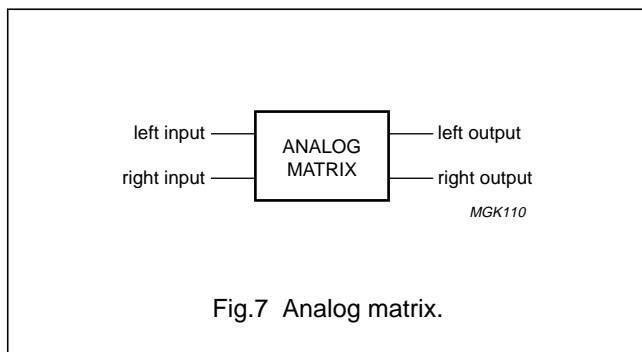 left input
right input
ANALOG
MATRIX
left output
right output
MGK110
Fig.7 Analog matrix.